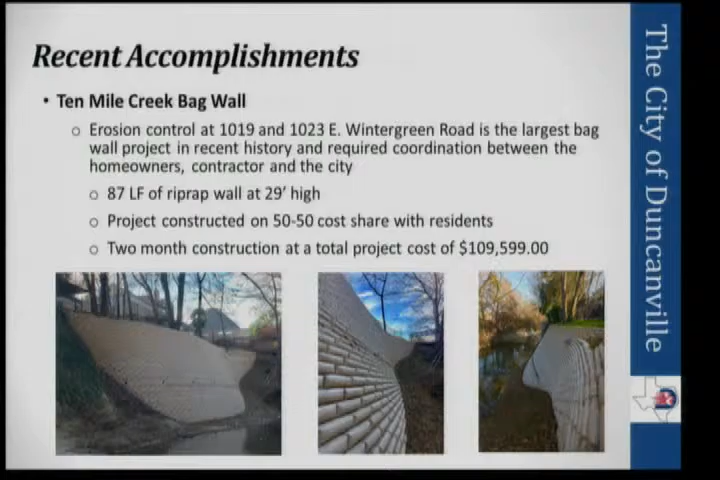 Recent Accomplishments
• Ten Mile Creek Bag Wall
o Erosion control at 1019 and 1023 E. Wintergreen Road is the largest bag
wall project in recent history and required coordination between the
homeowners, contractor and the city
o 87 LF of riprap wall at 29’ high
o Project constructed on 50-50 cost share with residents
o Two month construction at a total project cost of $109,599.00
The City of Duncanville